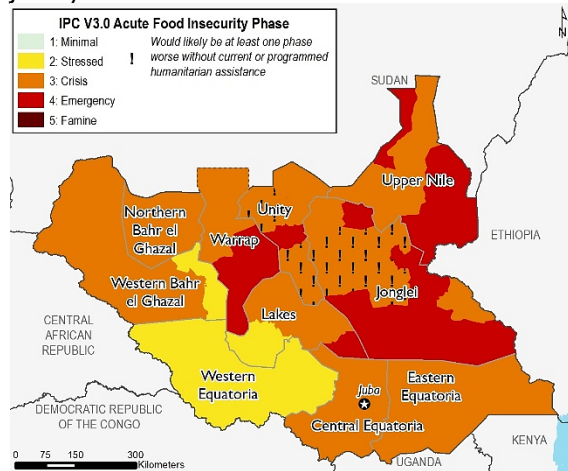 IPC V3.0 Acute Food Insecurity Phase
1: Minimal
2: Stressed
3: Crisis
4: Emergency
5: Famine
! Would likely be at least one phase
worse without current or programmed
humanitarian assistance
N
SUDAN
Upper Nile
Unity
Northern
Bahr el
Ghazal
Warrap
ETHIOPIA
Western Bahr
el Ghazal
Jonglei
Lakes
CENTRAL
AFRICAN
REPUBLIC
Western
Equatoria
Juba
Eastern
Equatoria
DEMOCRATIC REPUBLIC
OF THE CONGO
Central Equatoria
KENYA
UGANDA
0 75 150 300
Kilometers